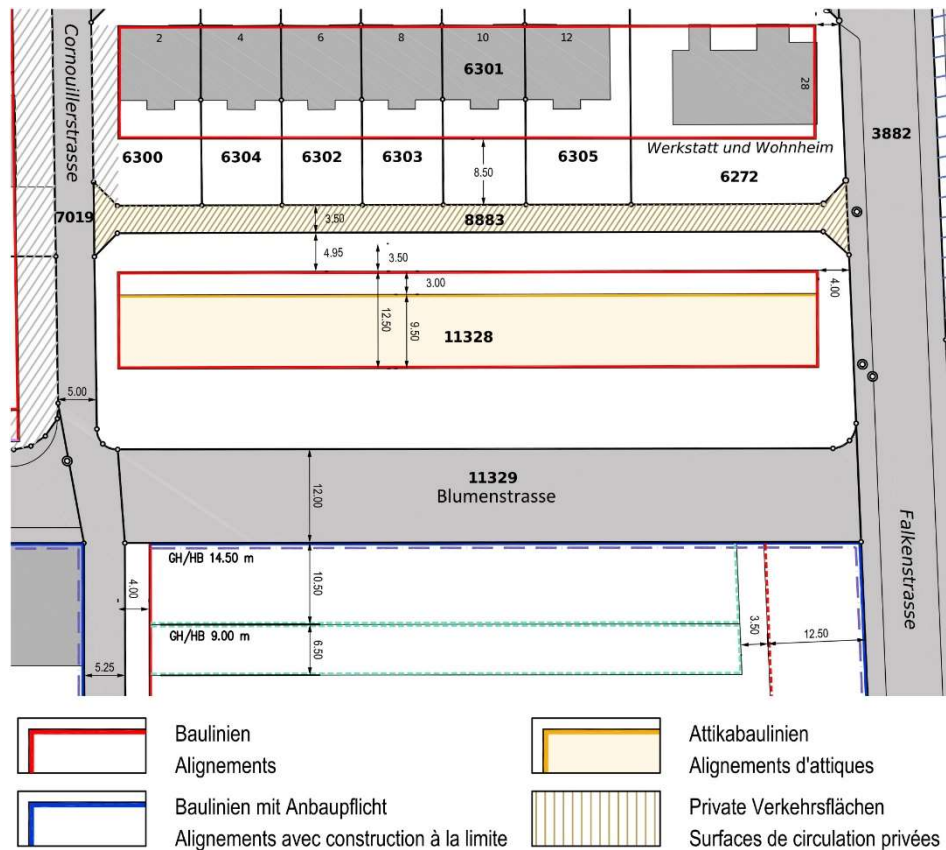 Cornouillerstrasse
2 4 6 8 10 12
6301
28
3882
6300 6304 6302 6303 6305
Werkstatt und Wohnheim
6272
8.50
7019
3.50
8883
4.95
3.50
3.00
4.00
12.50
9.50
11328
5.00
11329
Blumenstrasse
12.00
Falkenstrasse
GH/HB 14.50 m
4.00
10.50
GH/HB 9.00 m
3.50
12.50
6.50
5.25
Baulinien
Alignements
Attikabaulinien
Alignements d'attiques
Baulinien mit Anbaupflicht
Alignements avec construction à la limite
Private Verkehrsflächen
Surfaces de circulation privées